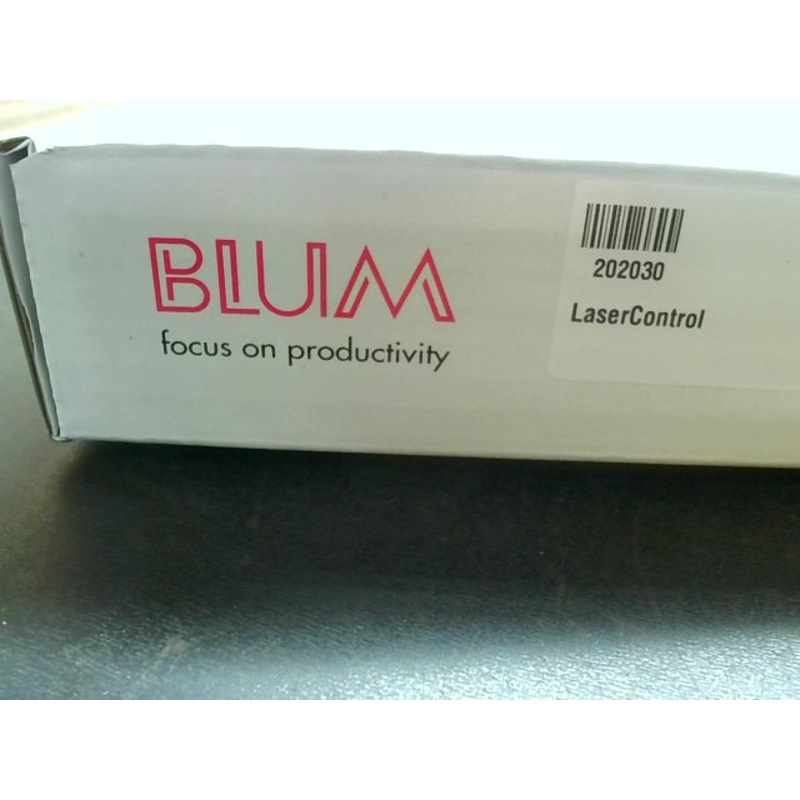 BLUM
focus on productivity
202030
LaserControl